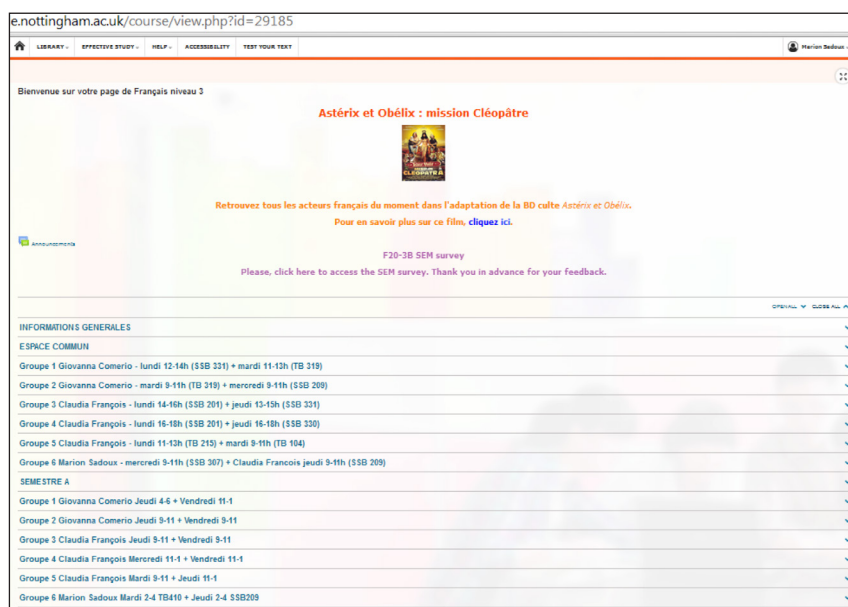 e.nottingham.ac.uk/course/view.php?id=29185
LIBRARY EFFECTIVE STUDY HELP ACCESSIBILITY TEST YOUR TEXT Marion Sadoux
Bienvenue sur votre page de Français niveau 3
Astérix et Obélix : mission Cléopâtre
CLEOPATRA
Retrouvez tous les acteurs français du moment dans l'adaptation de la BD culte Astérix et Obélix.
Pour en savoir plus sur ce film, cliquez ici.
Announcements
F20-3B SEM survey
Please, click here to access the SEM survey. Thank you in advance for your feedback.
OPEN ALL CLOSE ALL
INFORMATIONS GENERALES
ESPACE COMMUN
Groupe 1 Giovanna Comerio - lundi 12-14h (SSB 331) + mardi 11-13h (TB 319)
Groupe 2 Giovanna Comerio - mardi 9-11h (TB 319) + mercredi 9-11h (SSB 209)
Groupe 3 Claudia François - lundi 14-16h (SSB 201) + jeudi 13-15h (SSB 331)
Groupe 4 Claudia François - lundi 16-18h (SSB 201) + jeudi 16-18h (SSB 330)
Groupe 5 Claudia François - lundi 11-13h (TB 215) + mardi 9-11h (TB 104)
Groupe 6 Marion Sadoux - mercredi 9-11h (SSB 307) + Claudia Francois jeudi 9-11h (SSB 209)
SEMESTRE A
Groupe 1 Giovanna Comerio Jeudi 4-6 + Vendredi 11-1
Groupe 2 Giovanna Comerio Jeudi 9-11 + Vendredi 9-11
Groupe 3 Claudia François Jeudi 9-11 + Vendredi 9-11
Groupe 4 Claudia François Mercredi 11-1 + Vendredi 11-1
Groupe 5 Claudia François Mardi 9-11 + Jeudi 11-1
Groupe 6 Marion Sadoux Mardi 2-4 TB410 + Jeudi 2-4 SSB209